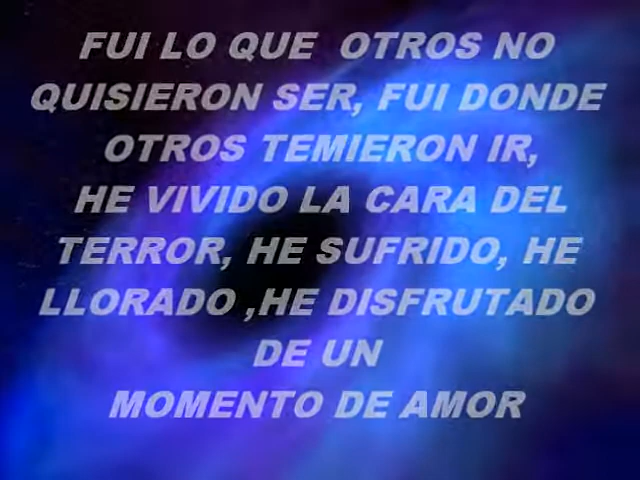 FUI LO QUE  OTROS NO
QUISIERON SER, FUI DONDE
OTROS TEMIERON IR,
HE VIVIDO LA CARA DEL
TERROR, HE SUFRIDO, HE
LLORADO ,HE DISFRUTADO
DE UN
MOMENTO DE AMOR